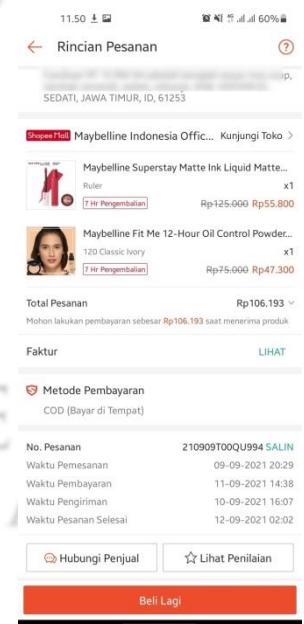 11.50
60%
Rincian Pesanan
SEDATI, JAWA TIMUR, ID, 61253
Shopee Mall Maybelline Indonesia Offic... Kunjungi Toko >
Maybelline Superstay Matte Ink Liquid Matte...
Ruler
x1
7 Hr Pengembalian
Rp125.000 Rp55.800
Maybelline Fit Me 12-Hour Oil Control Powder...
120 Classic Ivory
x1
7 Hr Pengembalian
Rp75.000 Rp47.300
Total Pesanan Rp106.193
Mohon lakukan pembayaran sebesar Rp106.193 saat menerima produk
Faktur LIHAT
Metode Pembayaran
COD (Bayar di Tempat)
No. Pesanan 210909T00QU994 SALIN
Waktu Pemesanan 09-09-2021 20:29
Waktu Pembayaran 11-09-2021 14:38
Waktu Pengiriman 10-09-2021 16:07
Waktu Pesanan Selesai 12-09-2021 02:02
Hubungi Penjual
Lihat Penilaian
Beli Lagi